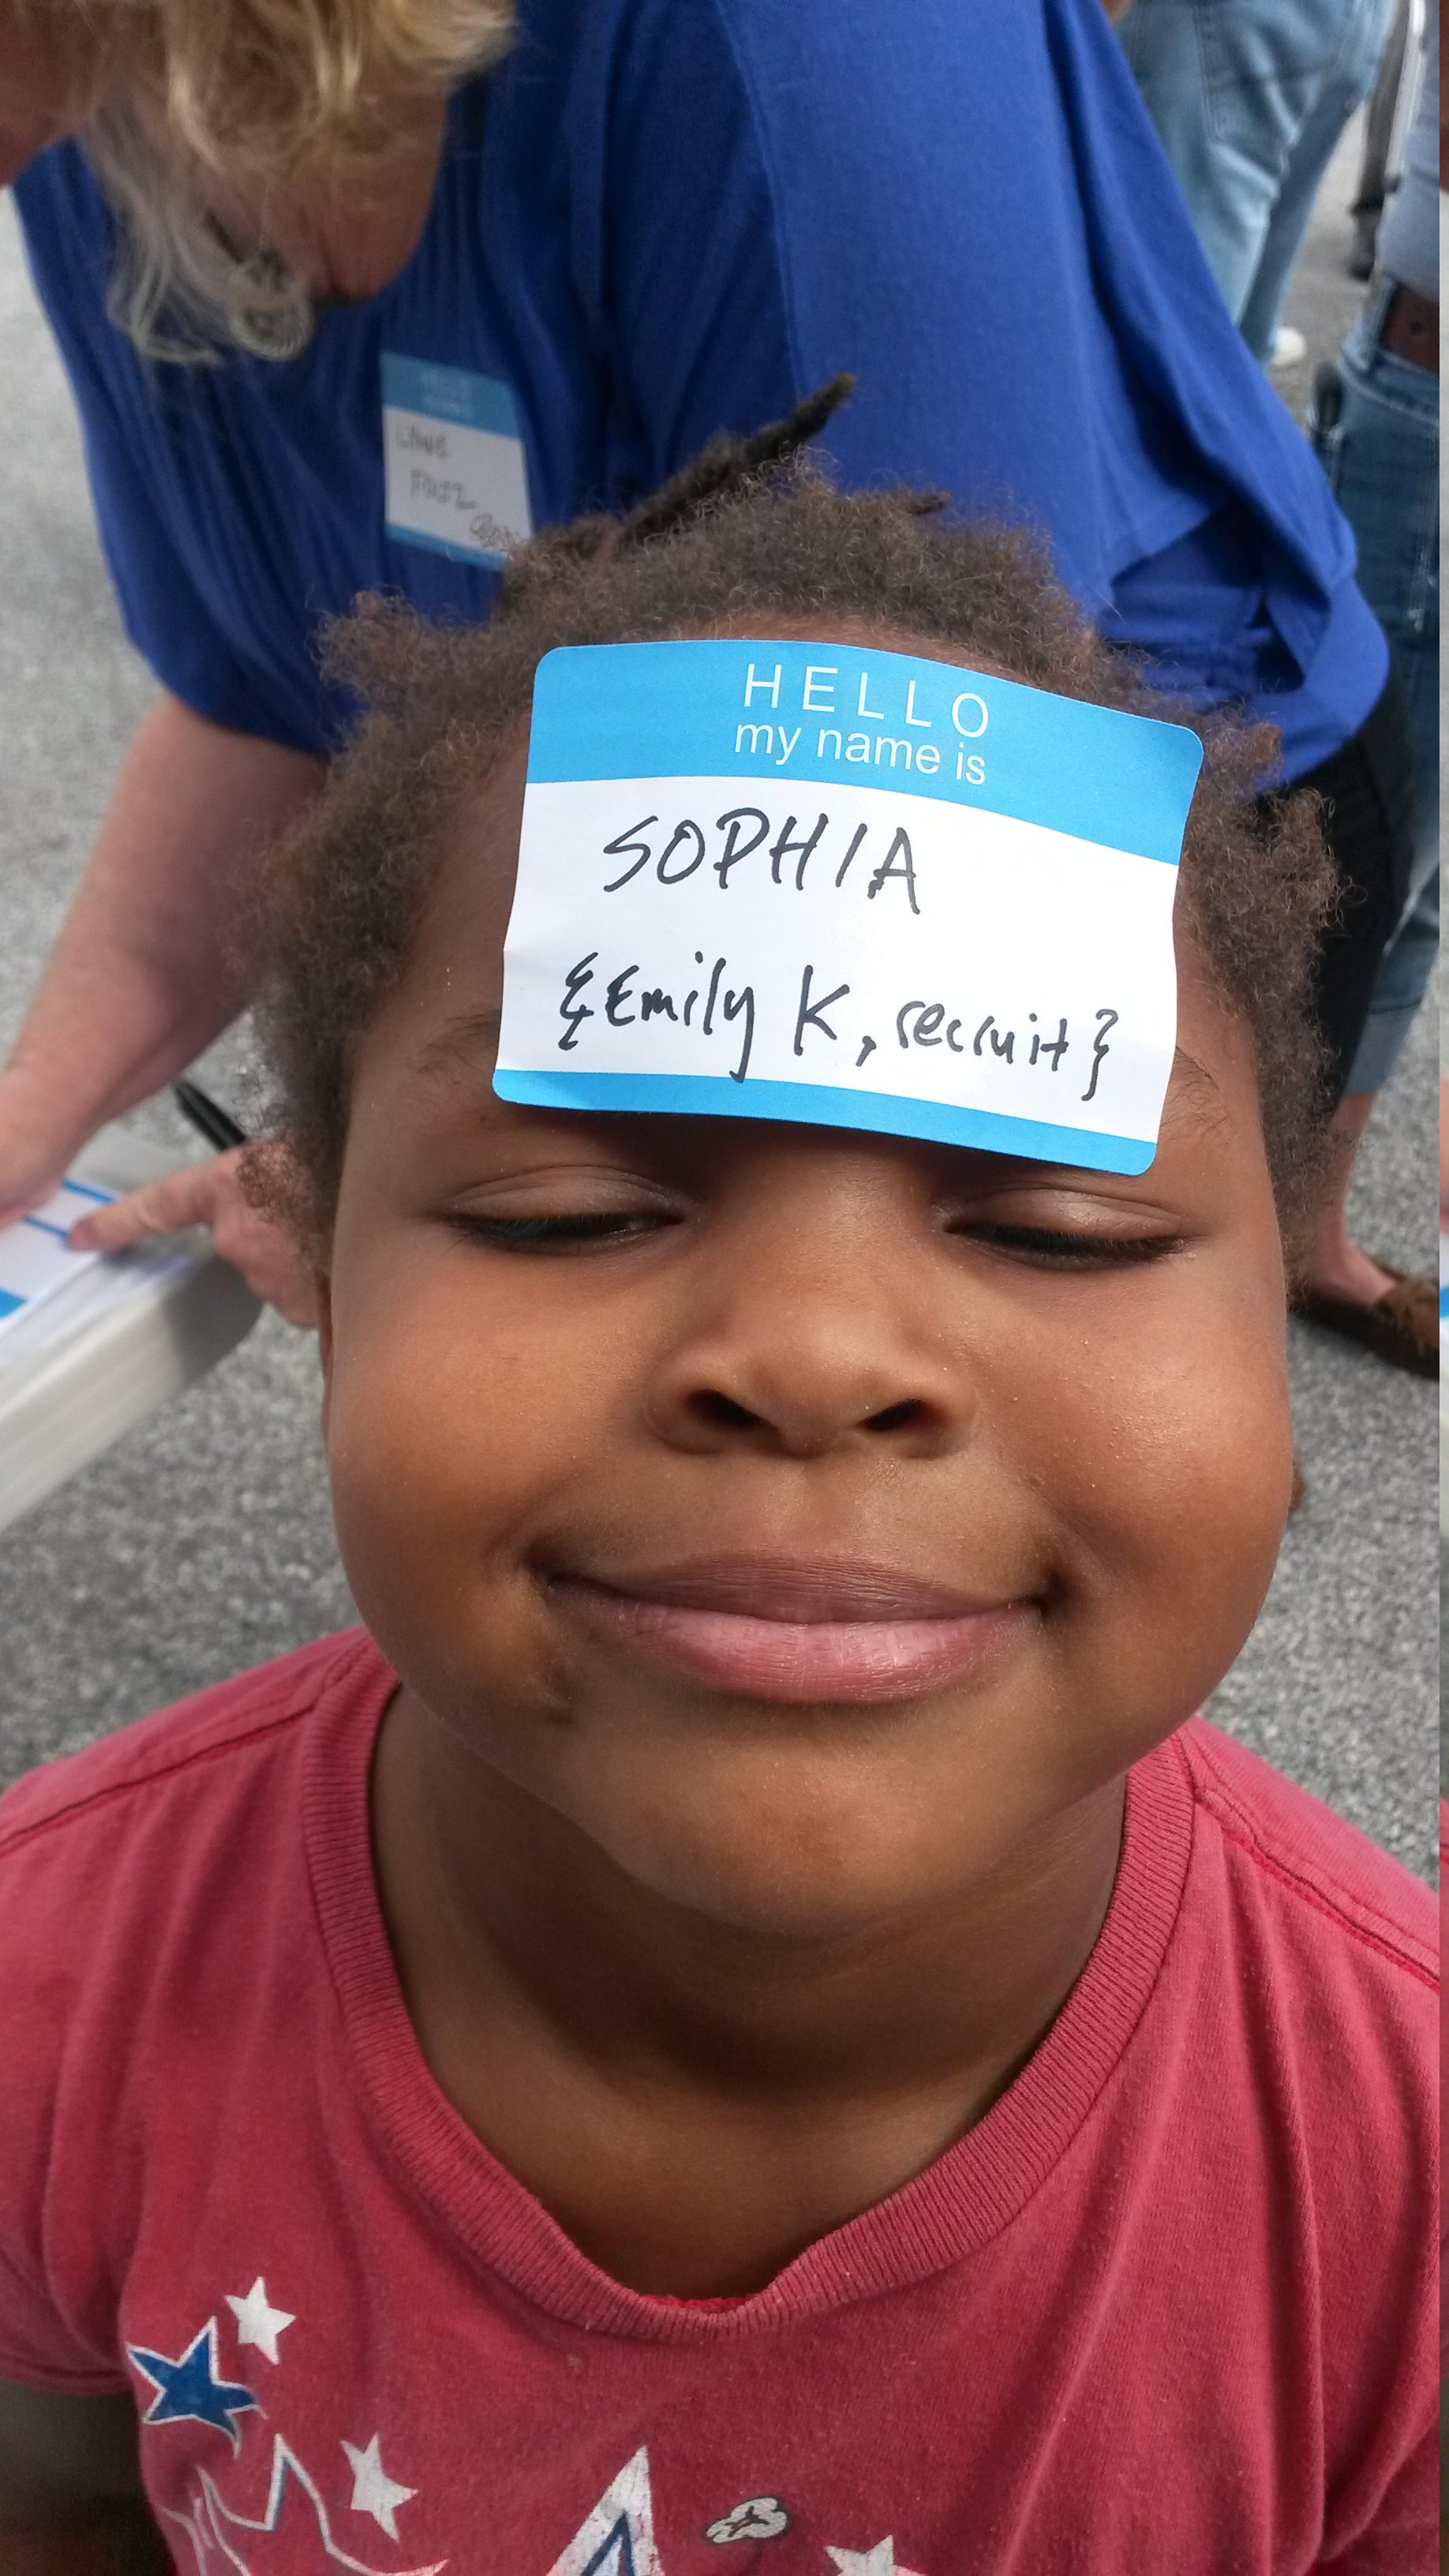 HELLO
my name is
SOPHIA
{Emily K, recruit}